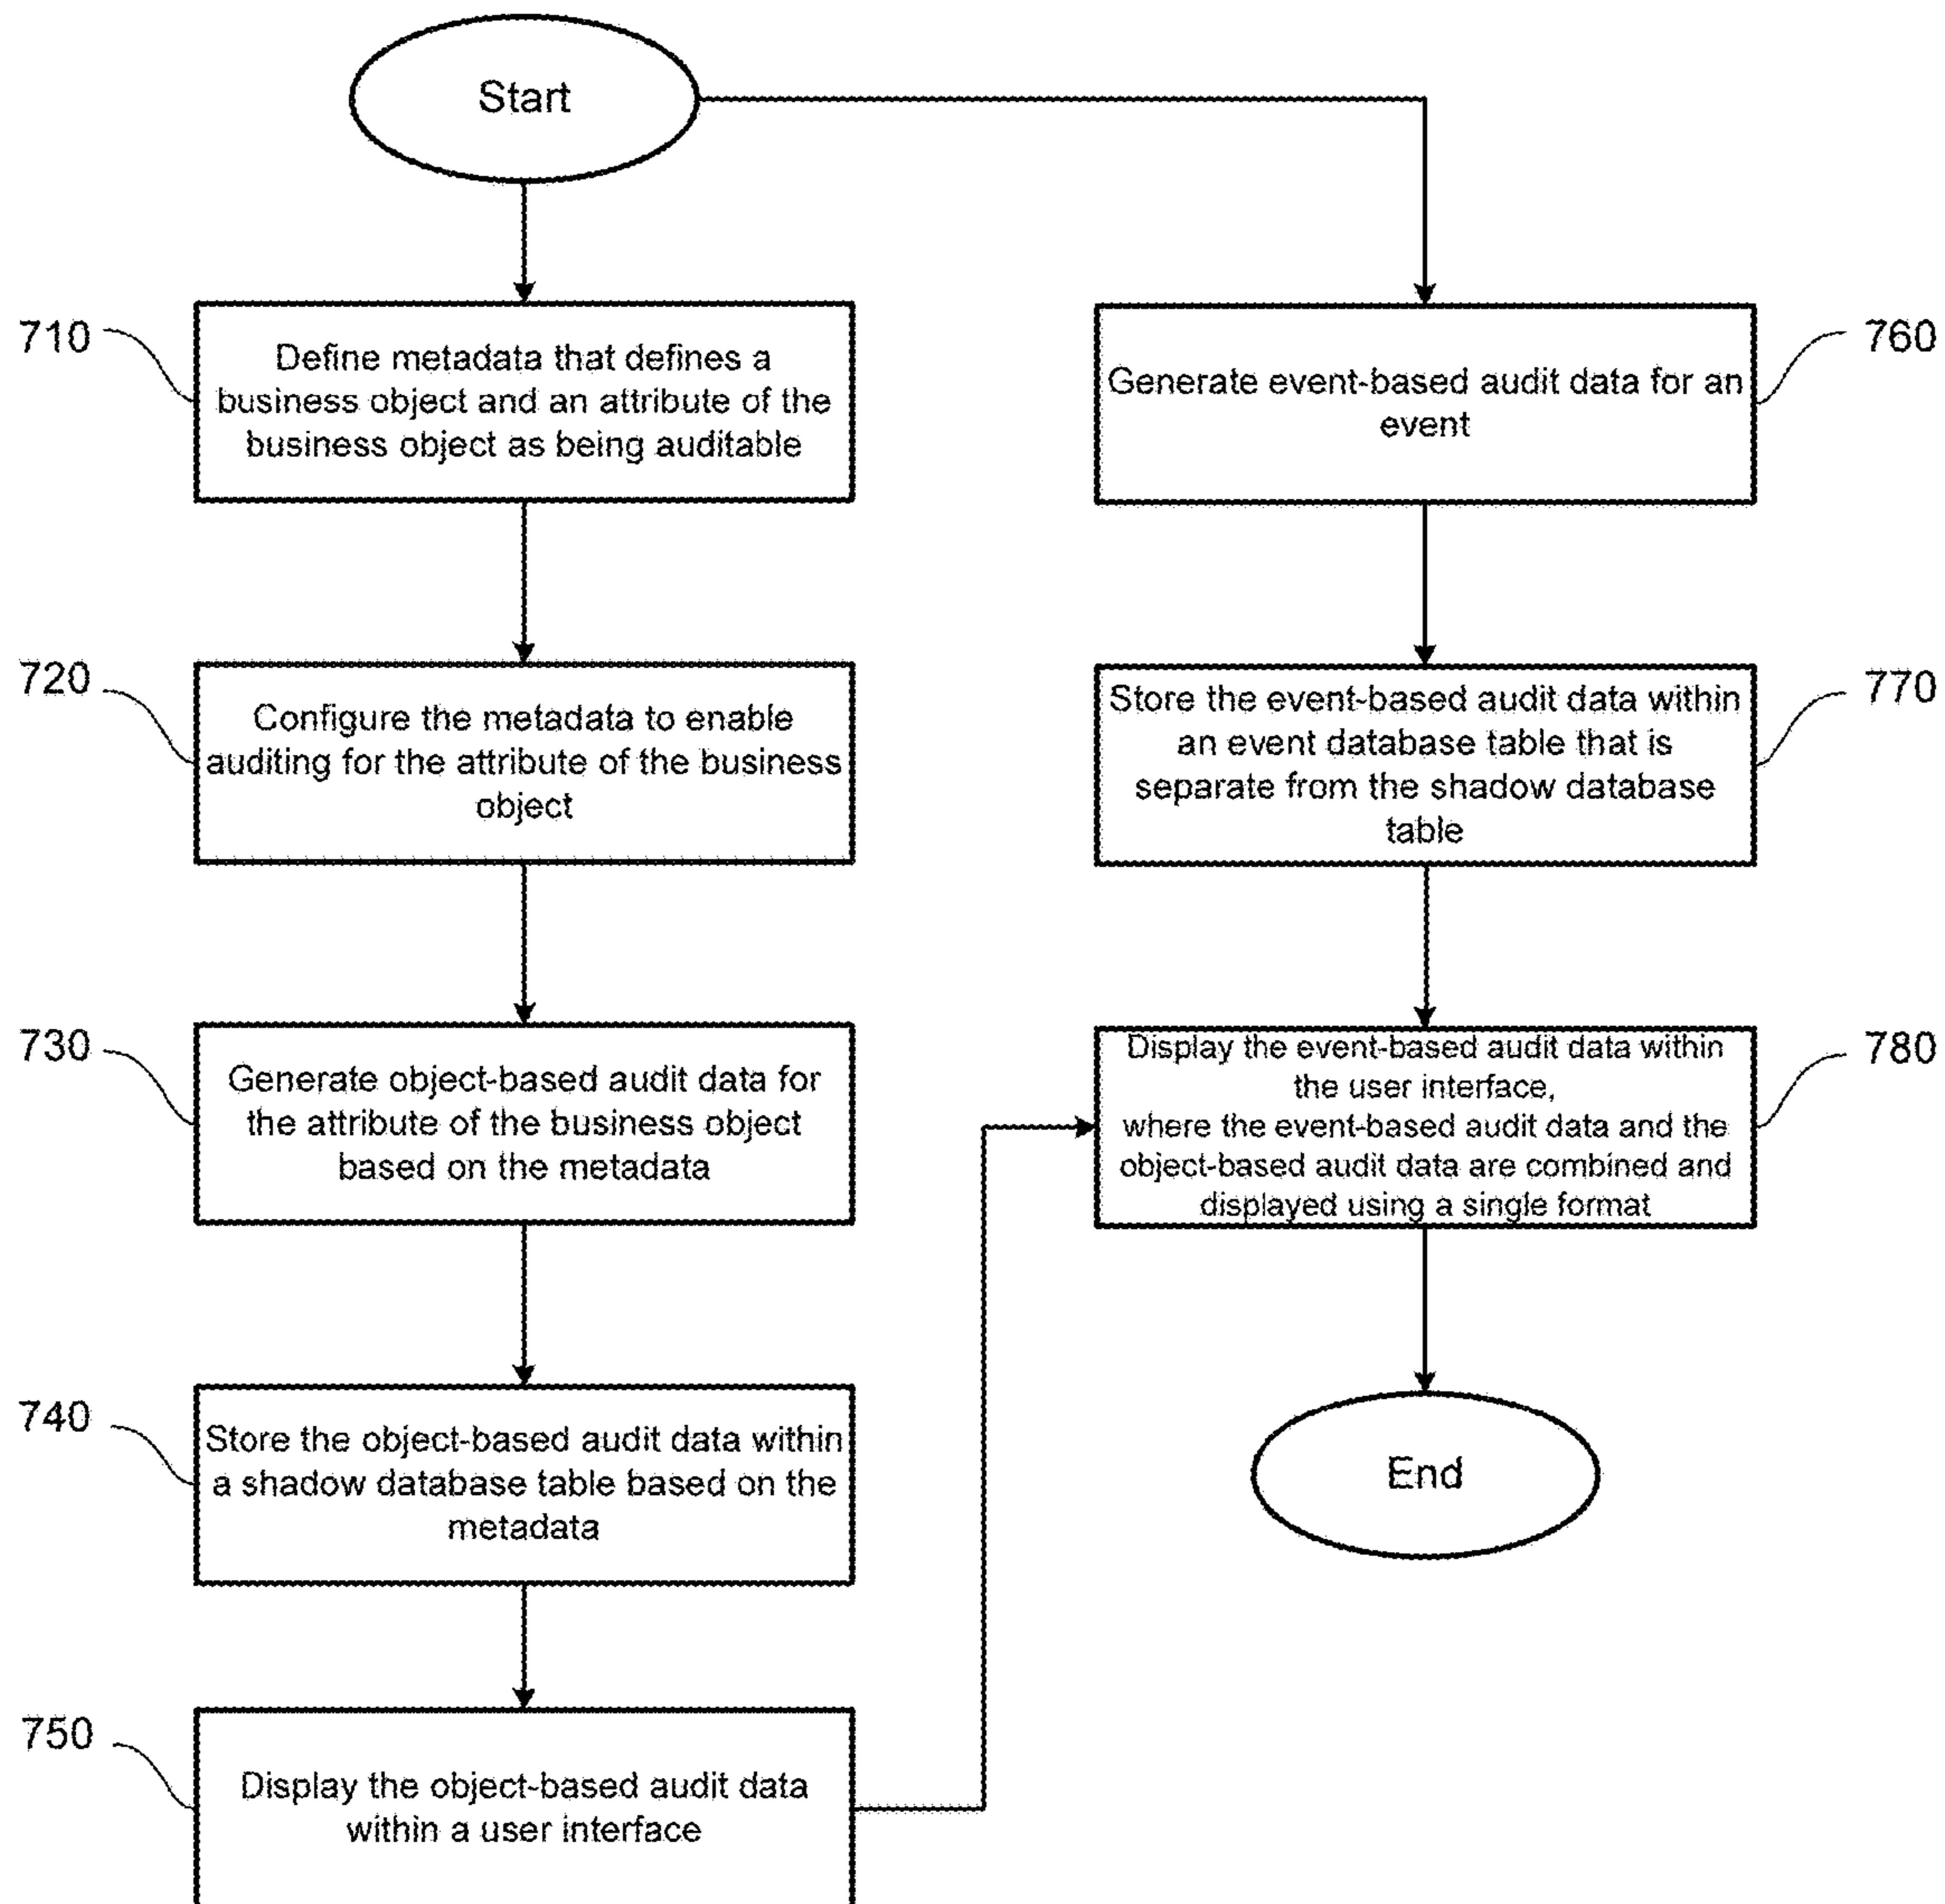 Start
710
Define metadata that defines a
business object and an attribute of the
business object as being auditable
720
Configure the metadata to enable
auditing for the attribute of the business
object
730
Generate object-based audit data for
the attribute of the business object
based on the metadata
740
Store the object-based audit data within
a shadow database table based on the
metadata
750
Display the object-based audit data
within a user interface
760
Generate event-based audit data for an
event
770
Store the event-based audit data within
an event database table that is
separate from the shadow database
table
780
Display the event-based audit data within
the user interface,
where the event-based audit data and the
object-based audit data are combined and
displayed using a single format
End